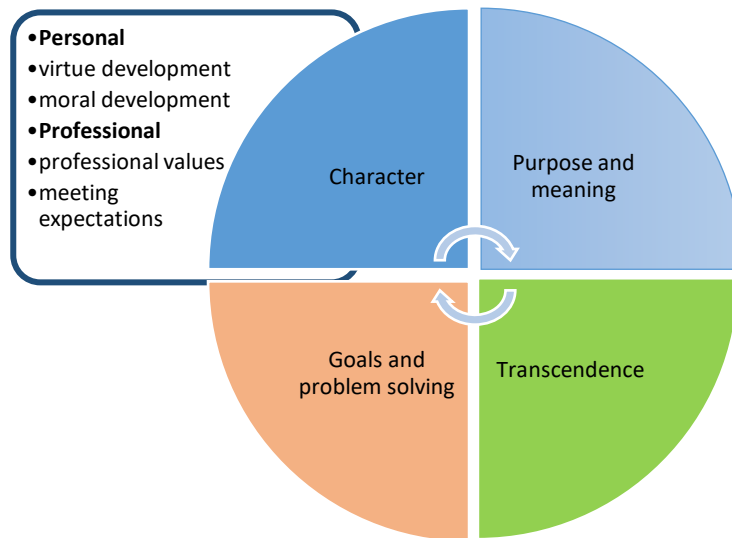 •Personal
•virtue development
•moral development
•Professional
•professional values
•meeting
expectations
Character
Purpose and
meaning
Goals and
problem solving
Transcendence